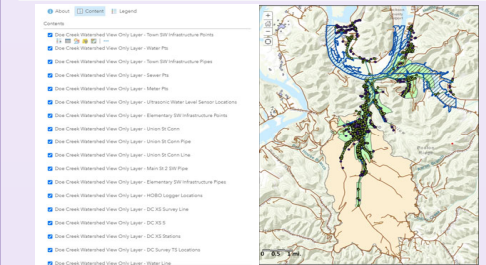 About Content Legend
Contents
Doe Creek Watershed View Only Layer - Town SW Infrastructure Points
Doe Creek Watershed View Only Layer - Water Pts
Doe Creek Watershed View Only Layer - Town SW Infrastructure Pipes
Doe Creek Watershed View Only Layer - Sewer Pts
Doe Creek Watershed View Only Layer - Meter Pts
Doe Creek Watershed View Only Layer - Ultrasonic Water Level Sensor Locations
Doe Creek Watershed View Only Layer - Elementary SW Infrastructure Points
Doe Creek Watershed View Only Layer - Union St Conn
Doe Creek Watershed View Only Layer - Union St Conn Pipe
Doe Creek Watershed View Only Layer - Union St Conn Line
Doe Creek Watershed View Only Layer - Main St 2 SW Pipe
Doe Creek Watershed View Only Layer - Elementary SW Infrastructure Pipes
Doe Creek Watershed View Only Layer - HOBO Logger Locations
Doe Creek Watershed View Only Layer - DC XS Survey Line
Doe Creek Watershed View Only Layer - DC XS S
Doe Creek Watershed View Only Layer - DC XS Stations
Doe Creek Watershed View Only Layer - DC Survey TS Locations
Doe Creek Watershed View Only Layer - Water Line
0 0.5 1 mi